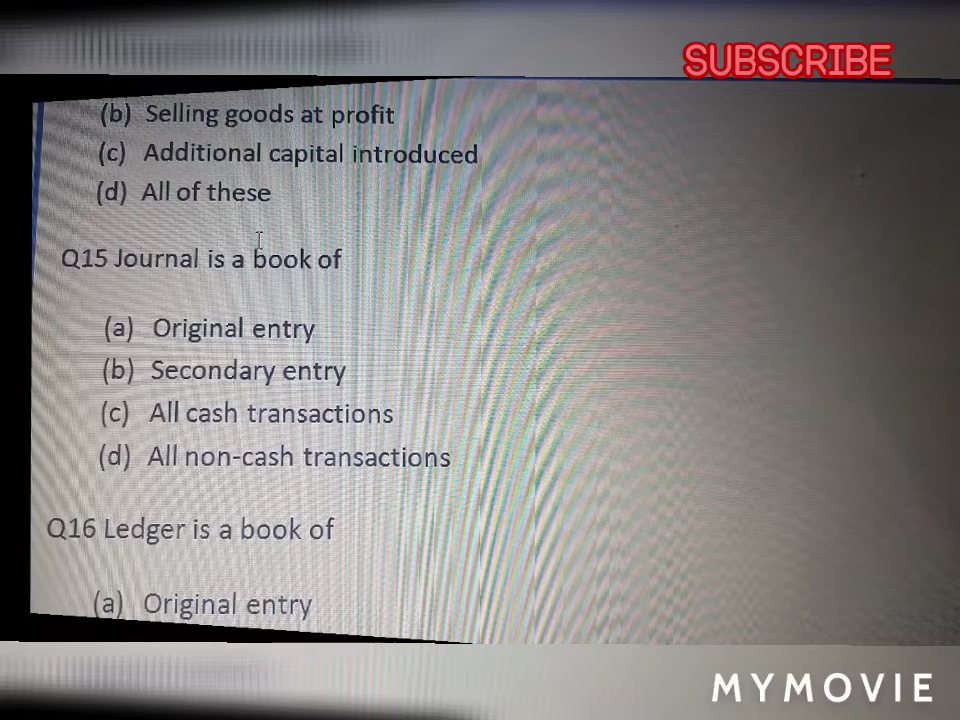 SUBSCRIBE
(b) Selling goods at profit
(c) Additional capital introduced
(d) All of these
Q15 Journal is a book of
(a) Original entry
(b) Secondary entry
(c) All cash transactions
(d) All non-cash transactions
Q16 Ledger is a book of
(a) Original entry
MYMOVIE